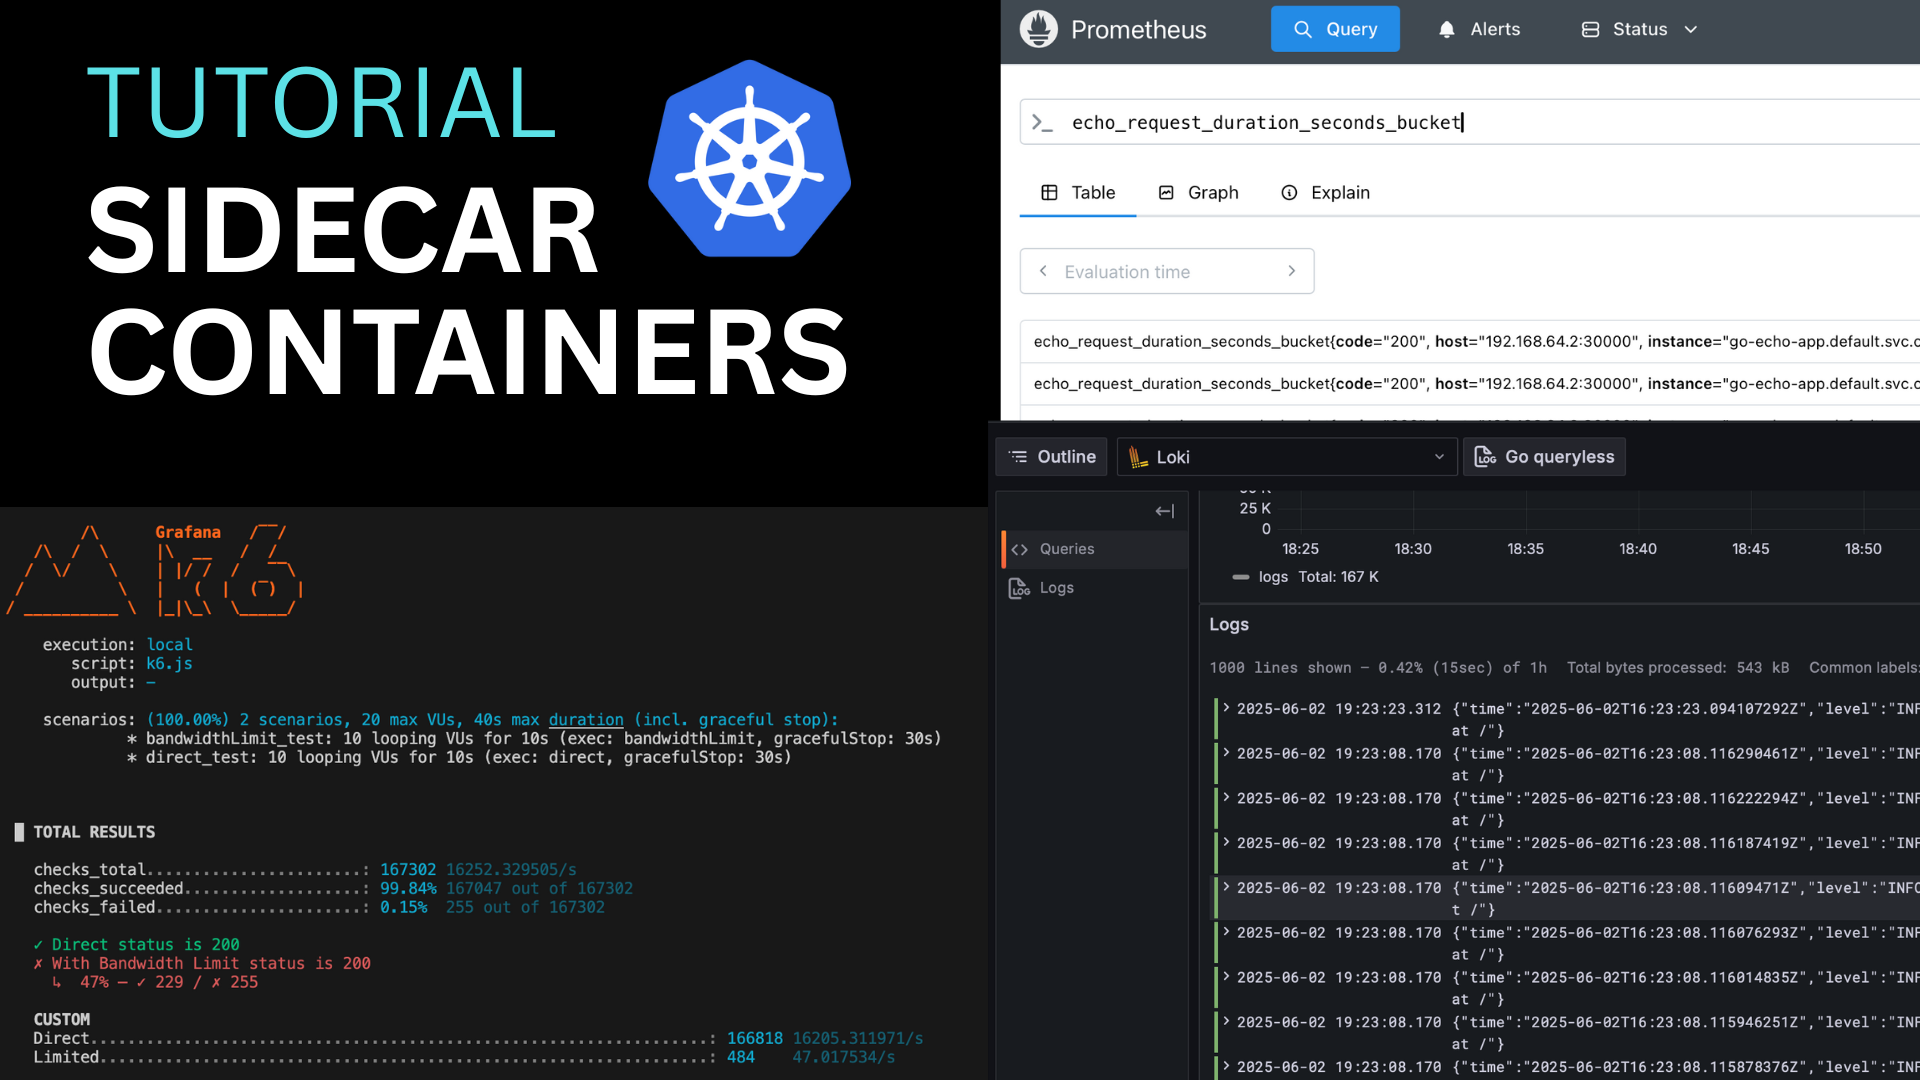 TUTORIAL
SIDECAR
CONTAINERS
Prometheus
Query
Alerts
Status
>_ echo_request_duration_seconds_bucket
Table
Graph
Explain
Evaluation time
echo_request_duration_seconds_bucket{code="200", host="192.168.64.2:30000", instance="go-echo-app.default.svc.c
echo_request_duration_seconds_bucket{code="200", host="192.168.64.2:30000", instance="go-echo-app.default.svc.c
Grafana
execution: local
script: k6.js
output: –
scenarios: (100.00%) 2 scenarios, 20 max VUs, 40s max duration (incl. graceful stop):
* bandwidthLimit_test: 10 looping VUs for 10s (exec: bandwidthLimit, gracefulStop: 30s)
* direct_test: 10 looping VUs for 10s (exec: direct, gracefulStop: 30s)
TOTAL RESULTS
checks_total.......................: 167302 16252.329505/s
checks_succeeded...................: 99.84% 167047 out of 167302
checks_failed......................: 0.15% 255 out of 167302
✓ Direct status is 200
✗ With Bandwidth Limit status is 200
↳ 47% — ✓ 229 / ✗ 255
CUSTOM
Direct..................................................................: 166818 16205.311971/s
Limited.................................................................: 484 47.017534/s
Outline
Loki
Go queryless
Queries
Logs
25 K
0
18:25 18:30 18:35 18:40 18:45 18:50
logs Total: 167 K
Logs
1000 lines shown — 0.42% (15sec) of 1h Total bytes processed: 543 kB Common labels:
2025-06-02 19:23:23.312 {"time":"2025-06-02T16:23:23.094107292Z","level":"INF
at /"}
2025-06-02 19:23:08.170 {"time":"2025-06-02T16:23:08.116290461Z","level":"INF
at /"}
2025-06-02 19:23:08.170 {"time":"2025-06-02T16:23:08.116222294Z","level":"INF
at /"}
2025-06-02 19:23:08.170 {"time":"2025-06-02T16:23:08.116187419Z","level":"INF
at /"}
2025-06-02 19:23:08.170 {"time":"2025-06-02T16:23:08.11609471Z","level":"INFO
t /"}
2025-06-02 19:23:08.170 {"time":"2025-06-02T16:23:08.116076293Z","level":"INF
at /"}
2025-06-02 19:23:08.170 {"time":"2025-06-02T16:23:08.116014835Z","level":"INF
at /"}
2025-06-02 19:23:08.170 {"time":"2025-06-02T16:23:08.115946251Z","level":"INF
at /"}
2025-06-02 19:23:08.170 {"time":"2025-06-02T16:23:08.115878376Z","level":"INF